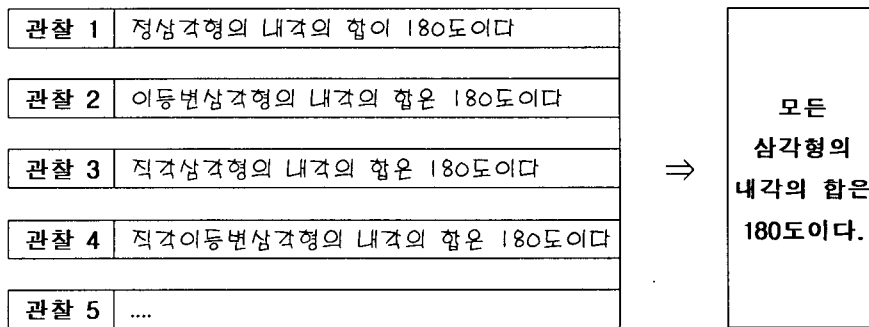 관찰 1 정삼각형의 내각의 합이 180도이다
관찰 2 이등변삼각형의 내각의 합은 180도이다
관찰 3 직각삼각형의 내각의 합은 180도이다
관찰 4 직각이등변삼각형의 내각의 합은 180도이다
관찰 5 ....
⇒
모든
삼각형의
내각의 합은
180도이다.